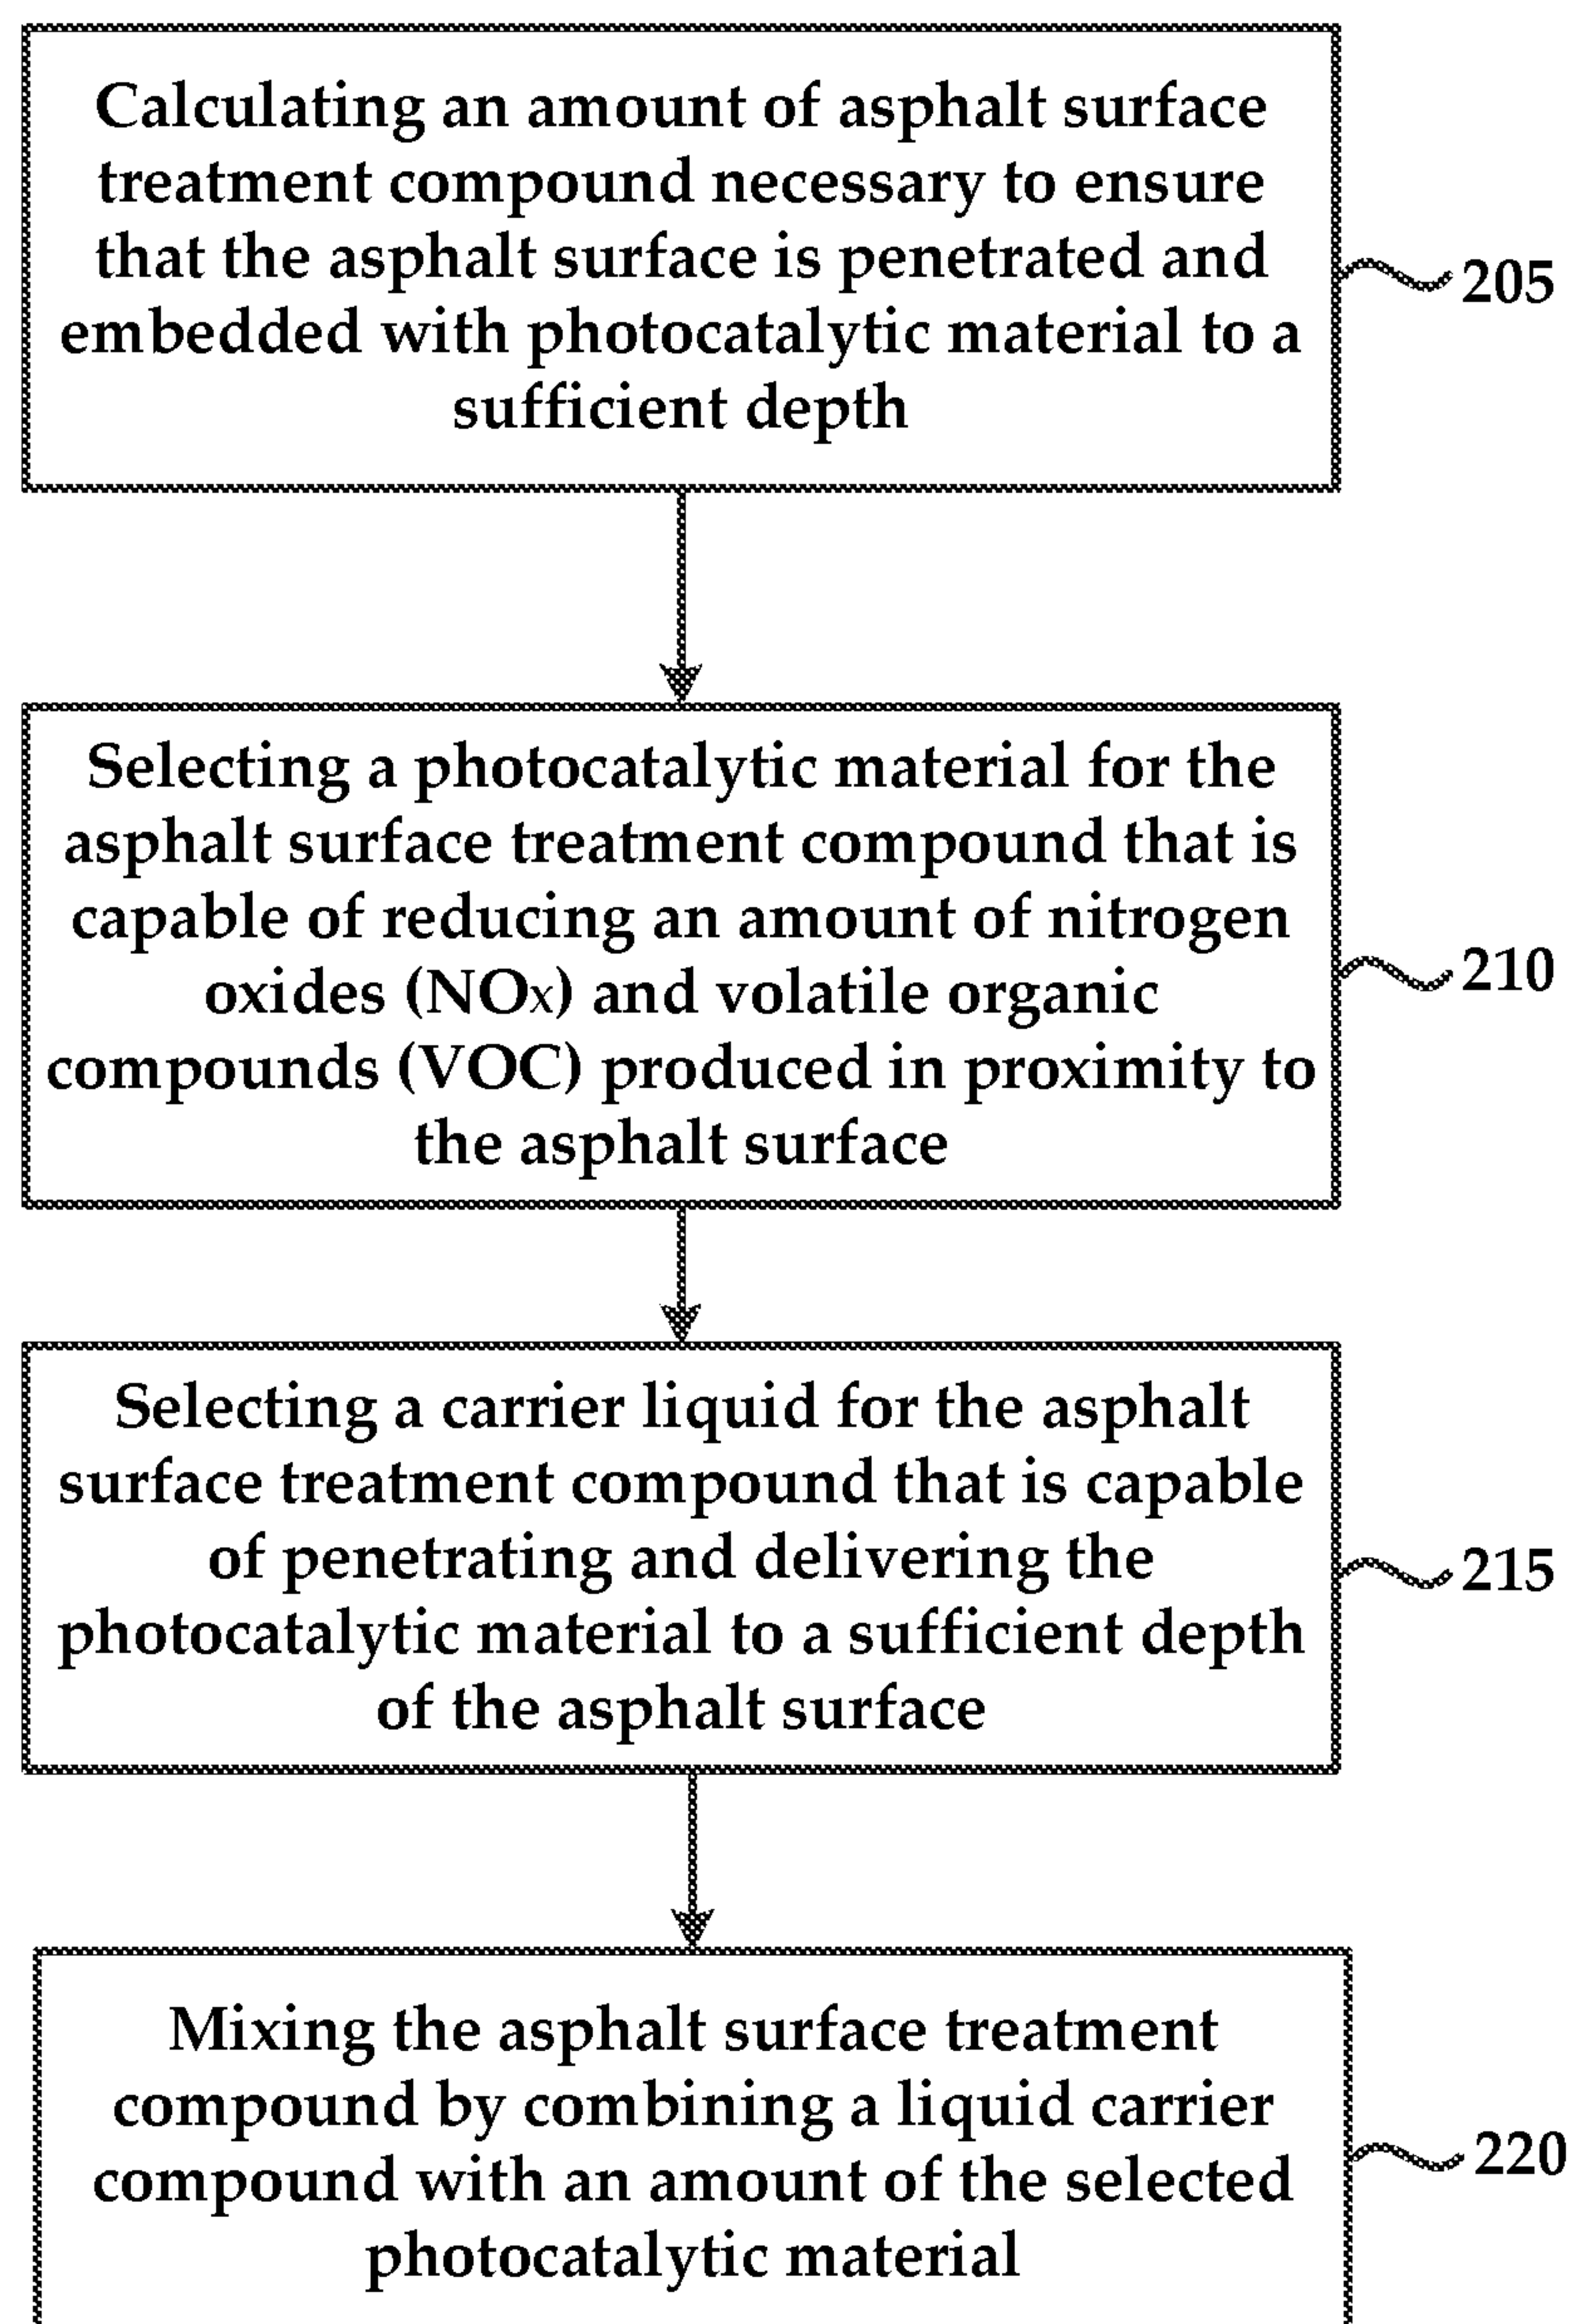 Calculating an amount of asphalt surface
treatment compound necessary to ensure
that the asphalt surface is penetrated and
embedded with photocatalytic material to a
sufficient depth
205
Selecting a photocatalytic material for the
asphalt surface treatment compound that is
capable of reducing an amount of nitrogen
oxides (NOx) and volatile organic
compounds (VOC) produced in proximity to
the asphalt surface
210
Selecting a carrier liquid for the asphalt
surface treatment compound that is capable
of penetrating and delivering the
photocatalytic material to a sufficient depth
of the asphalt surface
215
Mixing the asphalt surface treatment
compound by combining a liquid carrier
compound with an amount of the selected
photocatalytic material
220